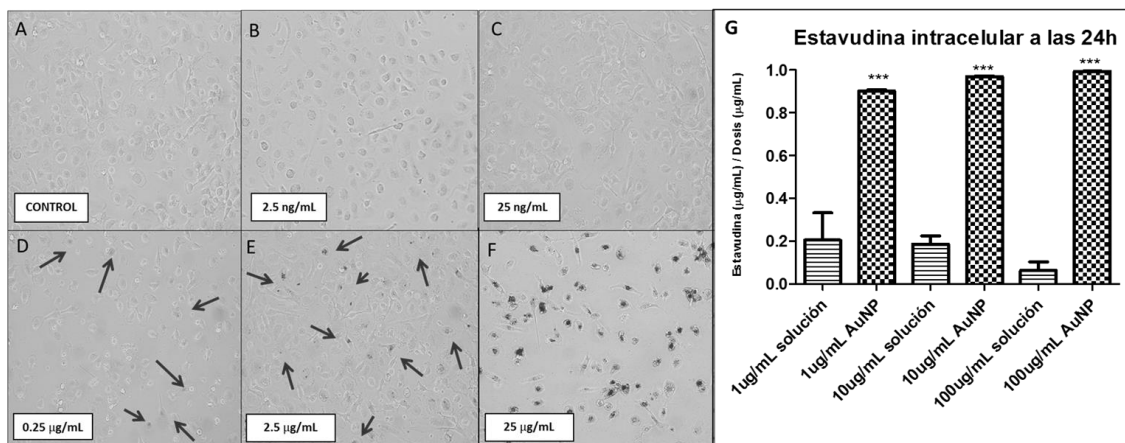 A
B
C
CONTROL
2.5 ng/mL
25 ng/mL
D
E
F
0.25 µg/mL
2.5 µg/mL
25 µg/mL
G
Estavudina intracelular a las 24h
Estavudina (µg/mL) / Dosis (µg/mL)
1.0
0.8
0.6
0.4
0.2
0.0
***
***
***
1ug/mL solución
1ug/mL AuNP
10ug/mL solución
10ug/mL AuNP
100ug/mL solución
100ug/mL AuNP